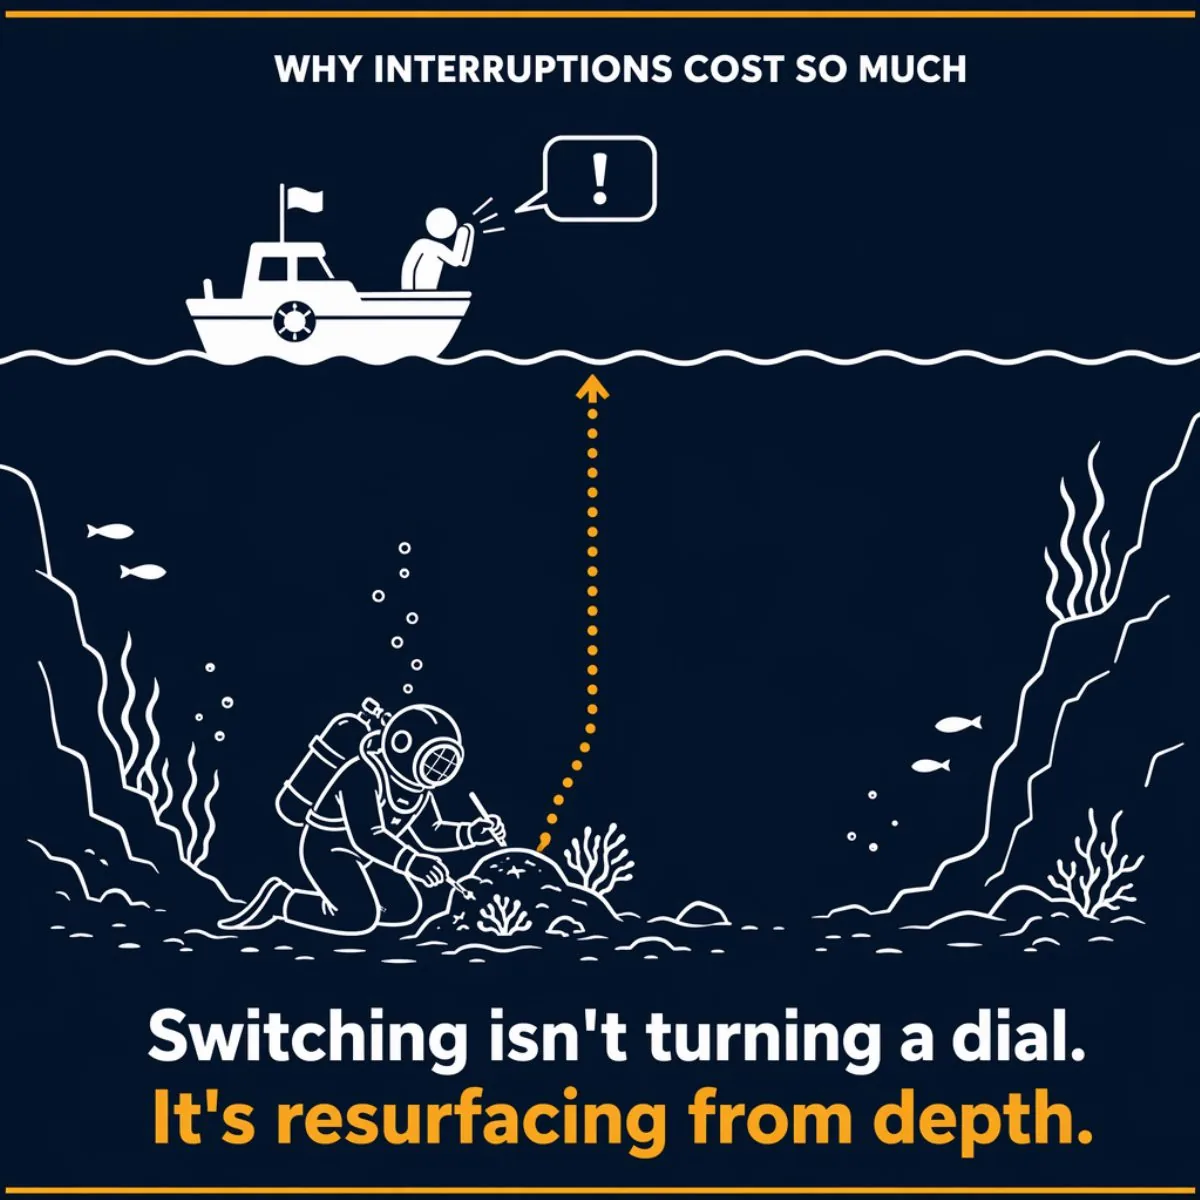 WHY INTERRUPTIONS COST SO MUCH
!
Switching isn't turning a dial.
It's resurfacing from depth.